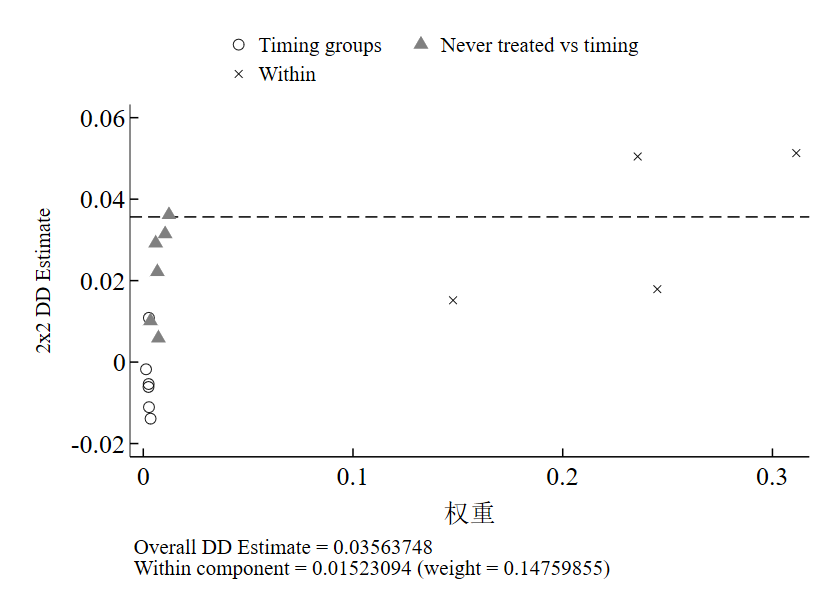 Timing groups
Never treated vs timing
Within
0.06
0.04
0.02
0
-0.02
2x2 DD Estimate
0
0.1
0.2
0.3
权重
Overall DD Estimate = 0.03563748
Within component = 0.01523094 (weight = 0.14759855)